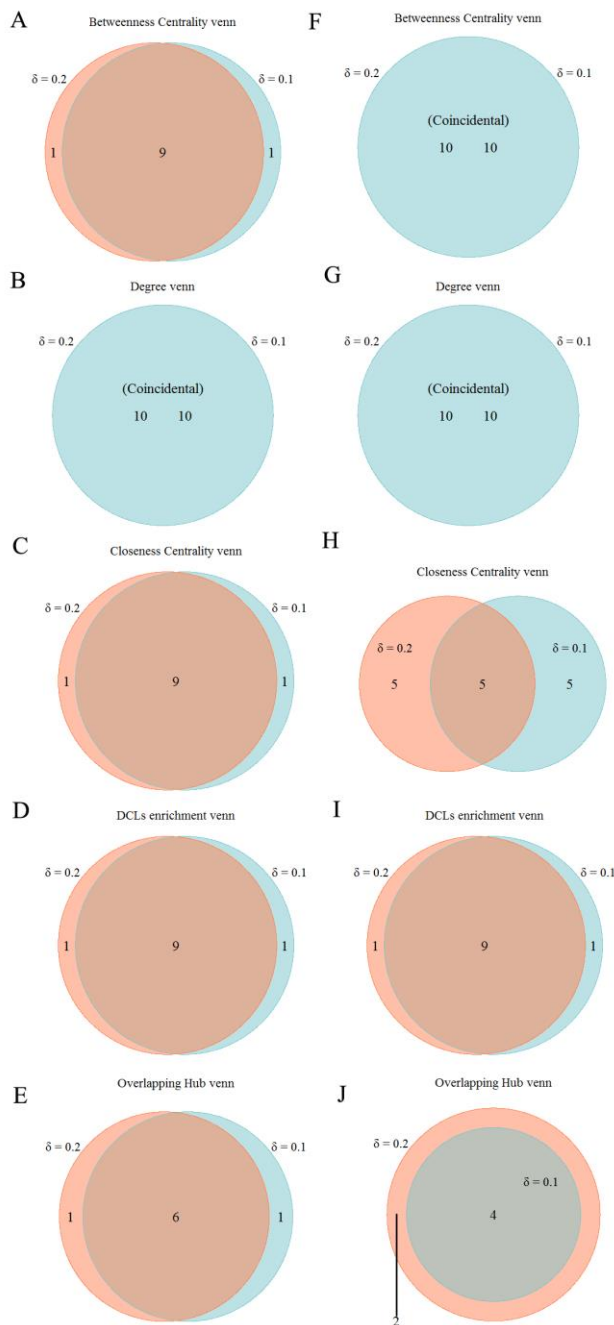 A
Betweenness Centrality venn
δ = 0.2
δ = 0.1
1
9
1
F
Betweenness Centrality venn
δ = 0.2
δ = 0.1
(Coincidental)
10 10
B
Degree venn
δ = 0.2
δ = 0.1
(Coincidental)
10 10
G
Degree venn
δ = 0.2
δ = 0.1
(Coincidental)
10 10
C
Closeness Centrality venn
δ = 0.2
δ = 0.1
1
9
1
H
Closeness Centrality venn
δ = 0.2
δ = 0.1
5
5
5
D
DCLs enrichment venn
δ = 0.2
δ = 0.1
1
9
1
I
DCLs enrichment venn
δ = 0.2
δ = 0.1
1
9
1
E
Overlapping Hub venn
δ = 0.2
δ = 0.1
1
6
1
J
Overlapping Hub venn
δ = 0.2
δ = 0.1
4
2